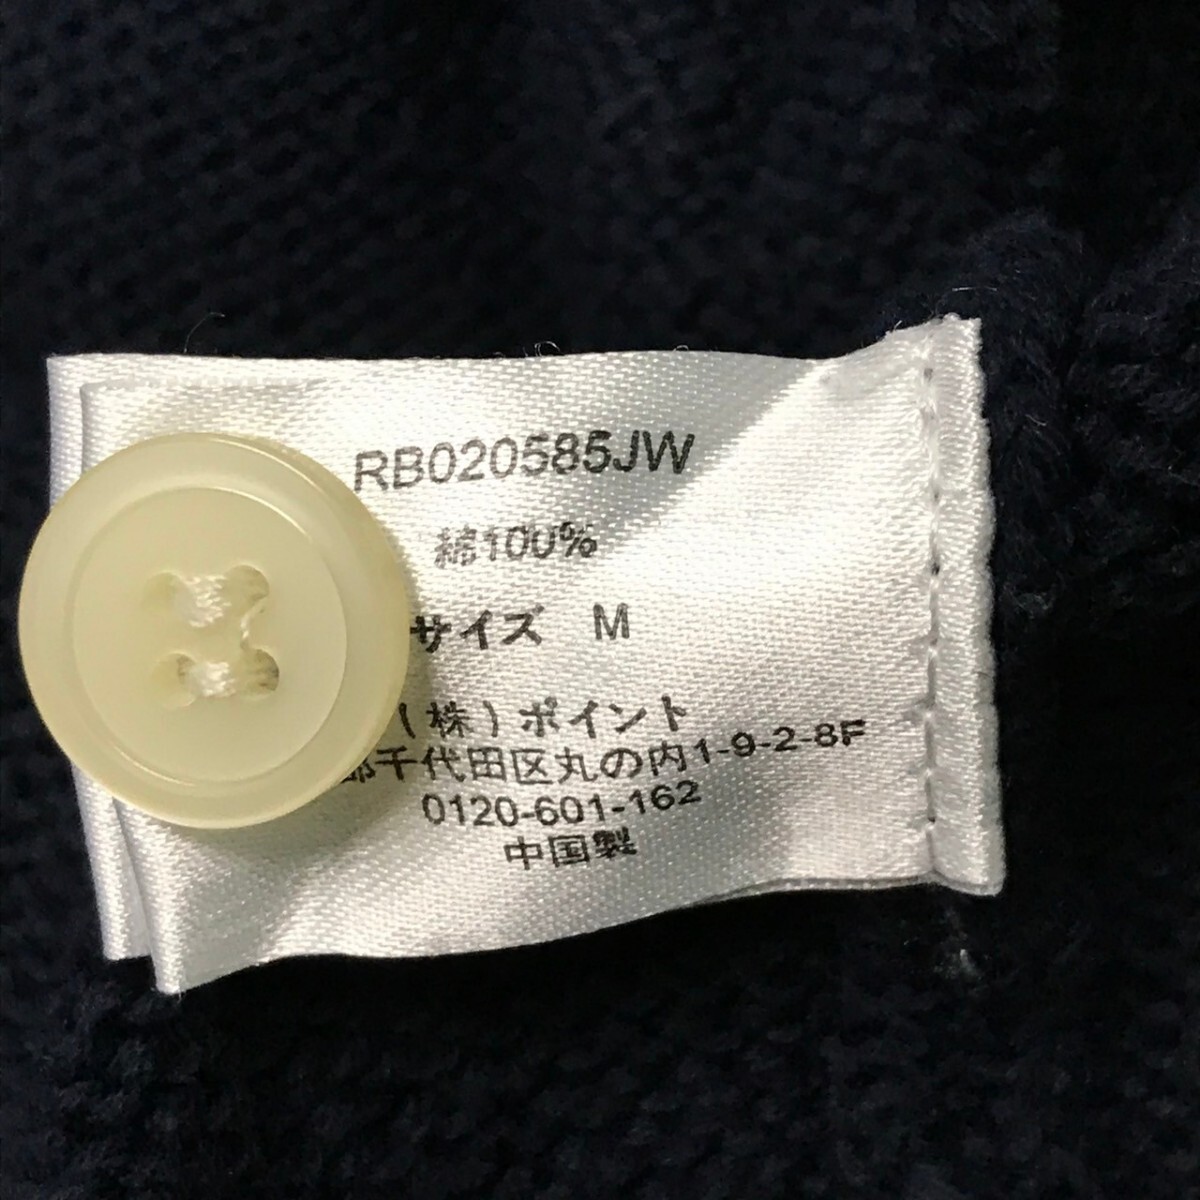 RB020585JW
綿100%
サイズ M
(株)ポイント
都千代田区丸の内1-9-2-8F
0120-601-162
中国製